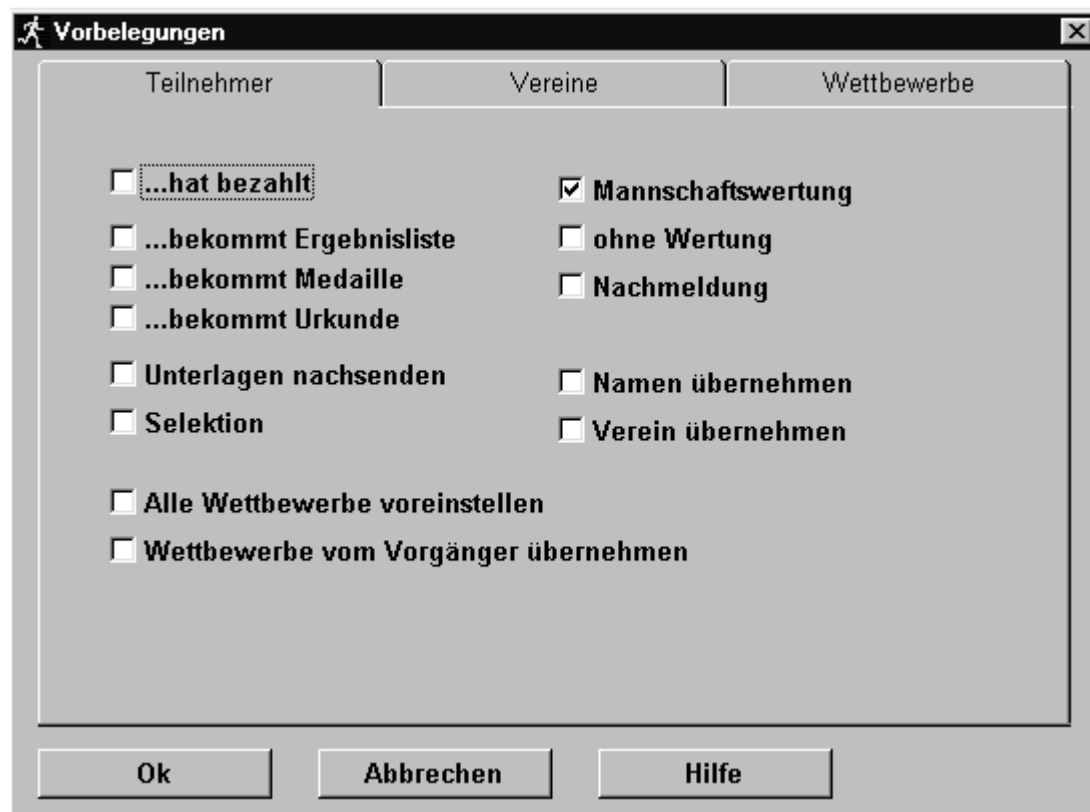 Vorbelegungen
Teilnehmer Vereine Wettbewerbe
...hat bezahlt
...bekommt Ergebnisliste
...bekommt Medaille
...bekommt Urkunde
Unterlagen nachsenden
Selektion
Mannschaftswertung
ohne Wertung
Nachmeldung
Namen übernehmen
Verein übernehmen
Alle Wettbewerbe voreinstellen
Wettbewerbe vom Vorgänger übernehmen
Ok Abbrechen Hilfe